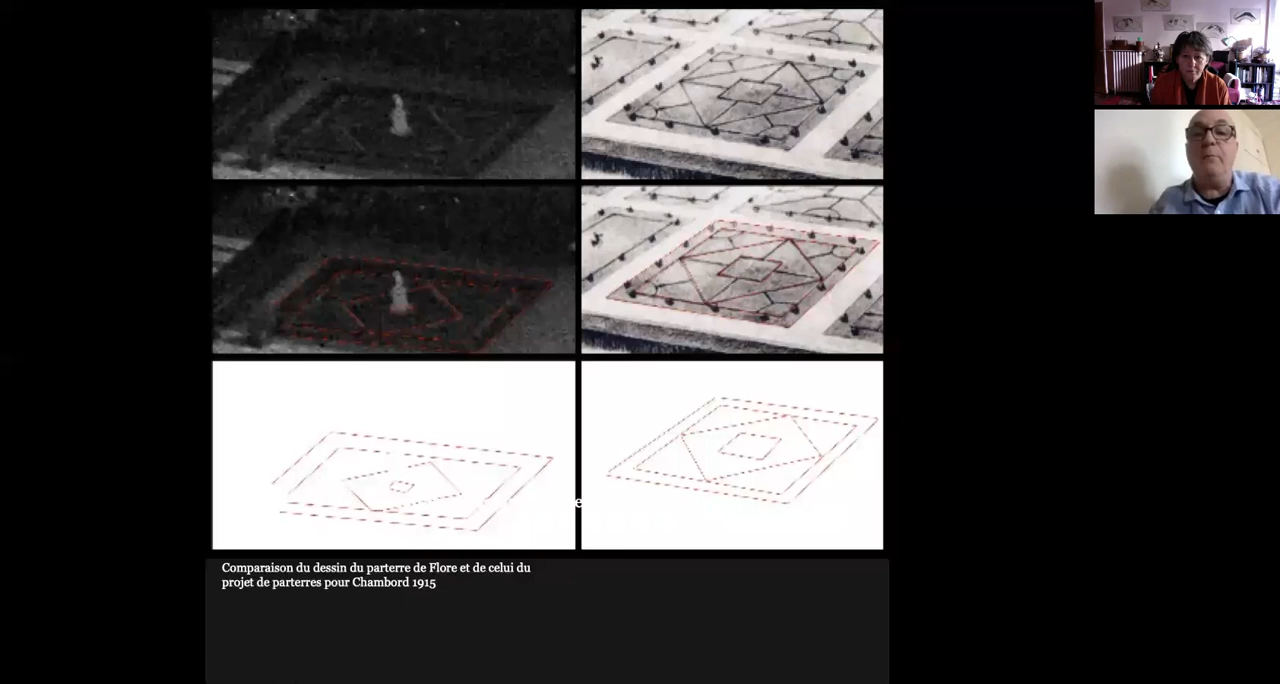 e
Comparaison du dessin du parterre de Flore et de celui du
projet de parterres pour Chambord 1915